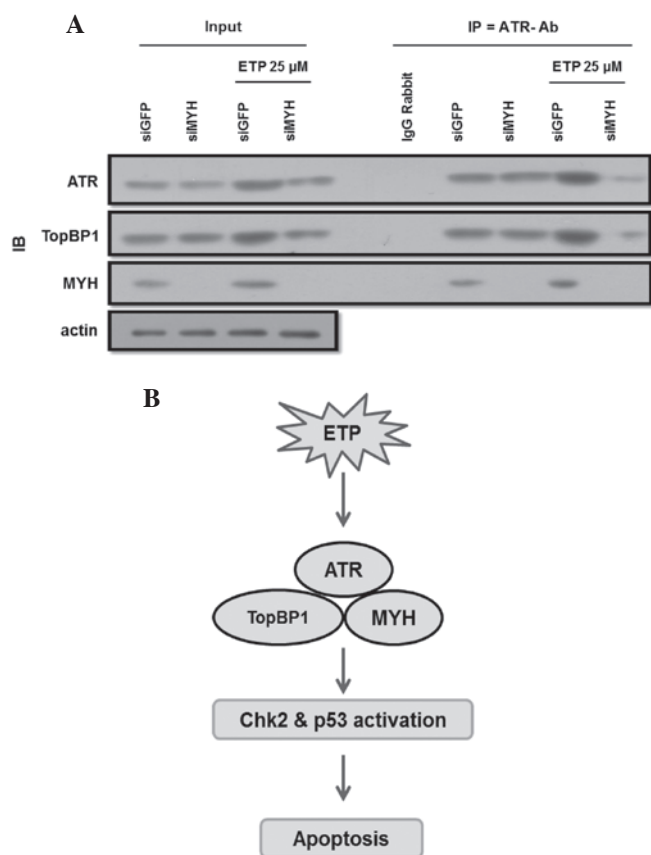 A
Input
IP = ATR- Ab
ETP 25 µM
ETP 25 µM
siGFP
siMYH
siGFP
siMYH
IgG Rabbit
siGFP
siMYH
siGFP
siMYH
IB
ATR
TopBP1
MYH
actin
B
ETP
ATR
TopBP1
MYH
Chk2 & p53 activation
Apoptosis